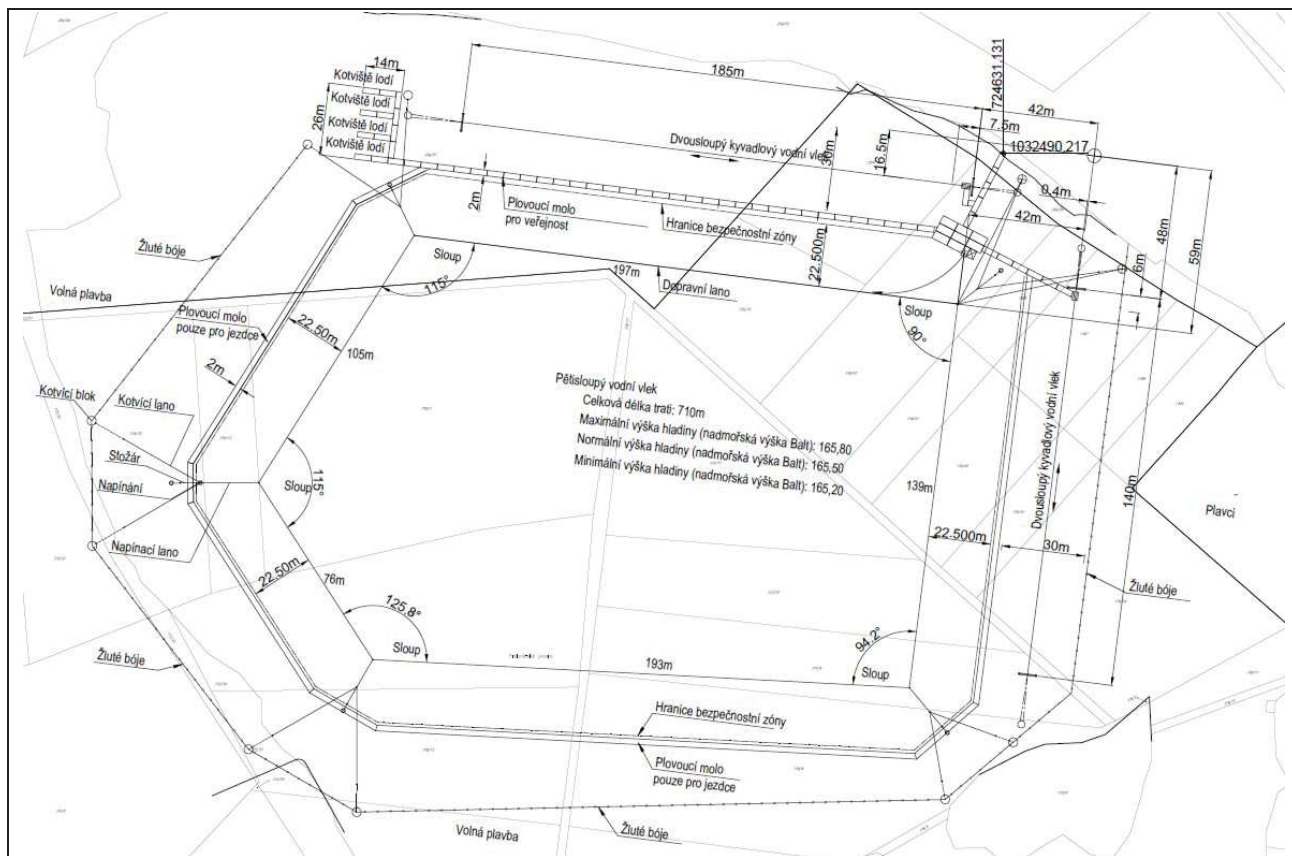 14m
Kotviště lodí
Kotviště lodí
Kotviště lodí
Kotviště lodí
26m
185m
724631.131
42m
7.5m
1032490,217
Dvousloupý kyvadlový vodní vlek
30m
16.5m
0.4m
42m
48m
59m
6m
2m
Plovoucí molo
pro veřejnost
Hranice bezpečnostní zóny
22.500m
Žluté bóje
Sloup
115°
197m
Dopravní lano
Volná plavba
Sloup
90°
Plovoucí molo
pouze pro jezdce
22.50m
105m
2m
Kotvící blok
Kotvící lano
Stožár
Napínání
Napínací lano
115°
Sloup
Pětisloupý vodní vlek
Celková délka trati: 710m
Maximální výška hladiny (nadmořská výška Balt): 165,80
Normální výška hladiny (nadmořská výška Balt): 165,50
Minimální výška hladiny (nadmořská výška Balt): 165,20
139m
Dvousloupý kyvadlový vodní vlek
140m
Plavci
22.500m
30m
Žluté bóje
22.50m
76m
125.8°
Sloup
193m
94.2°
Sloup
Žluté bóje
Hranice bezpečnostní zóny
Plovoucí molo
pouze pro jezdce
Volná plavba
Žluté bóje